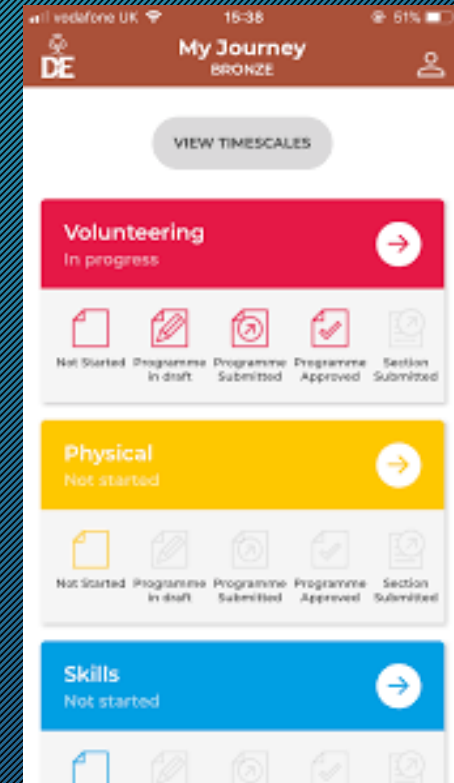 vodafone UK 15:38 51%
DE My Journey
BRONZE
VIEW TIMESCALES
Volunteering
In progress
Not Started Programme in draft Programme Submitted Programme Approved Section Submitted
Physical
Not started
Not Started Programme in draft Programme Submitted Programme Approved Section Submitted
Skills
Not started